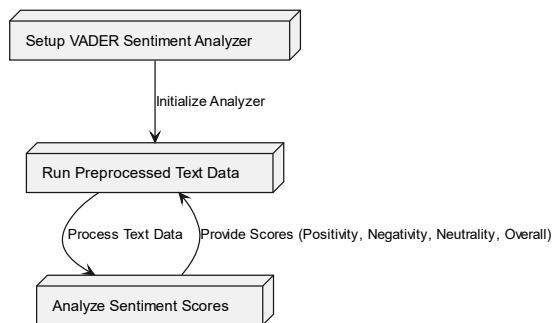 Setup VADER Sentiment Analyzer
Initialize Analyzer
Run Preprocessed Text Data
Process Text Data
Provide Scores (Positivity, Negativity, Neutrality, Overall)
Analyze Sentiment Scores